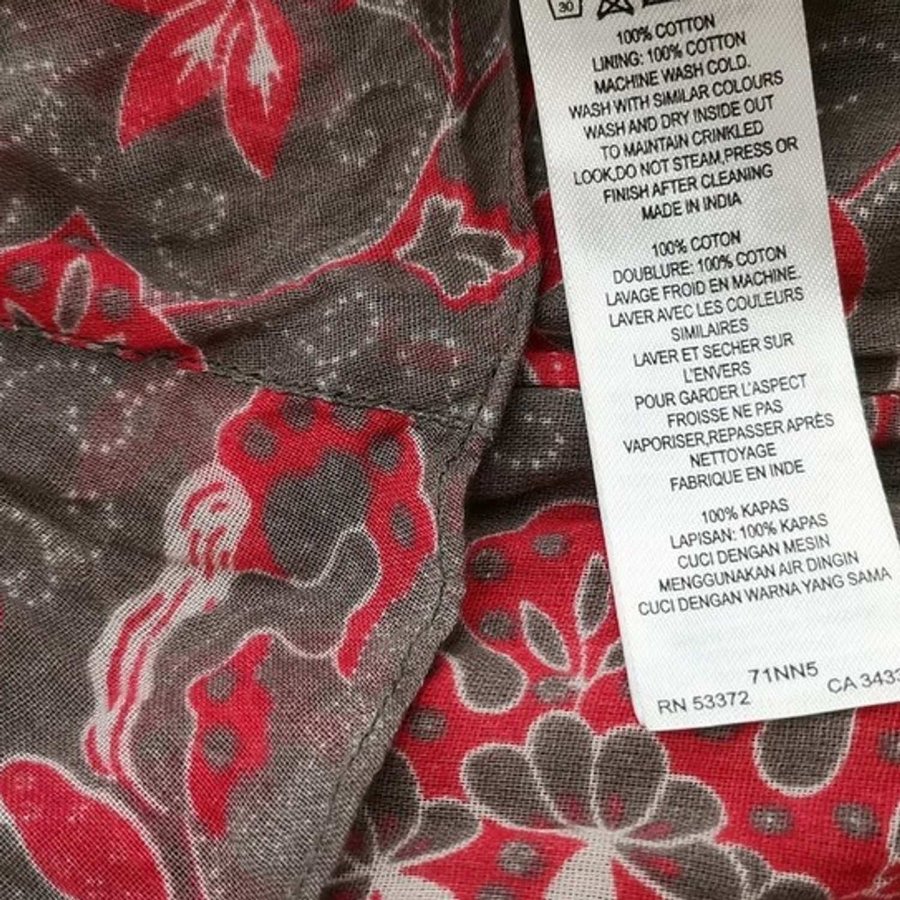 30
100% COTTON
LINING: 100% COTTON
MACHINE WASH COLD.
WASH WITH SIMILAR COLOURS
WASH AND DRY INSIDE OUT
TO MAINTAIN CRINKLED
LOOK.DO NOT STEAM,PRESS OR
FINISH AFTER CLEANING
MADE IN INDIA
100% COTON
DOUBLURE: 100% COTON
LAVAGE FROID EN MACHINE.
LAVER AVEC LES COULEURS
SIMILAIRES
LAVER ET SECHER SUR
L'ENVERS
POUR GARDER L'ASPECT
FROISSE NE PAS
VAPORISER,REPASSER APRÈS
NETTOYAGE
FABRIQUE EN INDE
100% KAPAS
LAPISAN: 100% KAPAS
CUCI DENGAN MESIN
MENGGUNAKAN AIR DINGIN
CUCI DENGAN WARNA YANG SAMA
71NN5
RN 53372 CA 3433